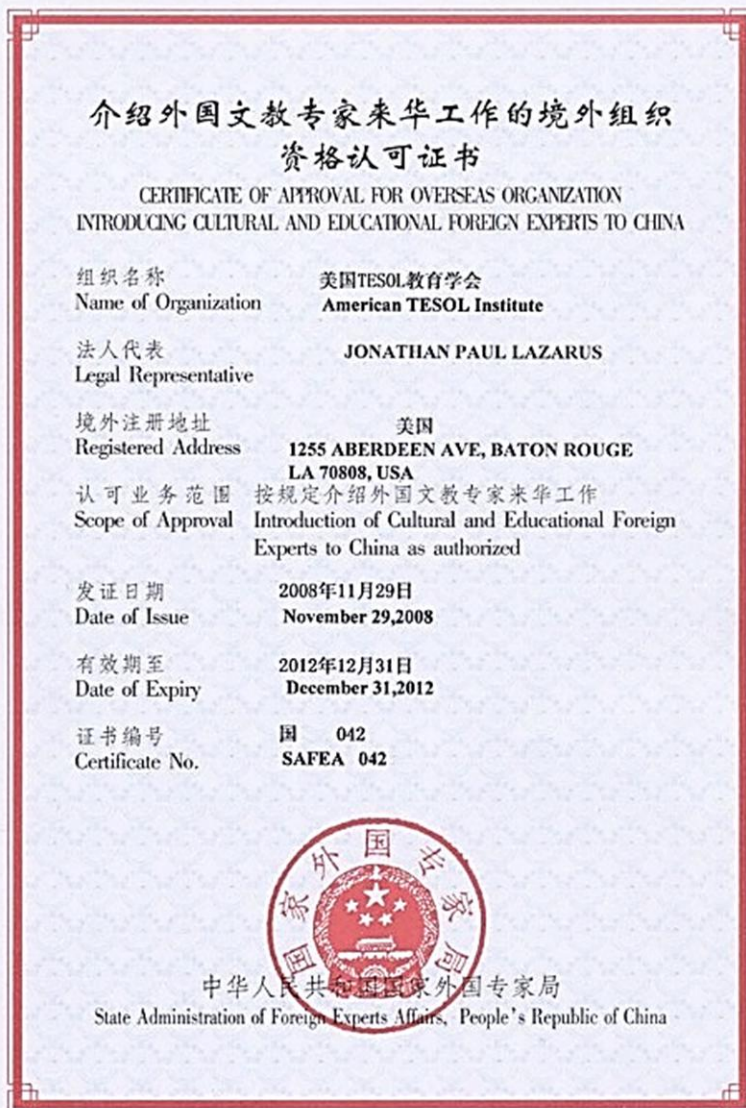 介绍外国文教专家来华工作的境外组织
资格认可证书
CERTIFICATE OF APPROVAL FOR OVERSEAS ORGANIZATION
INTRODUCING CULTURAL AND EDUCATIONAL FOREIGN EXPERTS TO CHINA
组织名称 美国TESOL教育学会
Name of Organization American TESOL Institute
法人代表 JONATHAN PAUL LAZARUS
Legal Representative
境外注册地址 美国
Registered Address 1255 ABERDEEN AVE, BATON ROUGE
LA 70808, USA
认可业务范围 按规定介绍外国文教专家来华工作
Scope of Approval Introduction of Cultural and Educational Foreign
Experts to China as authorized
发证日期 2008年11月29日
Date of Issue November 29,2008
有效期至 2012年12月31日
Date of Expiry December 31,2012
证书编号 国 042
Certificate No. SAFEA 042
国家外国专家局
中华人民共和国国家外国专家局
State Administration of Foreign Experts Affairs, People's Republic of China